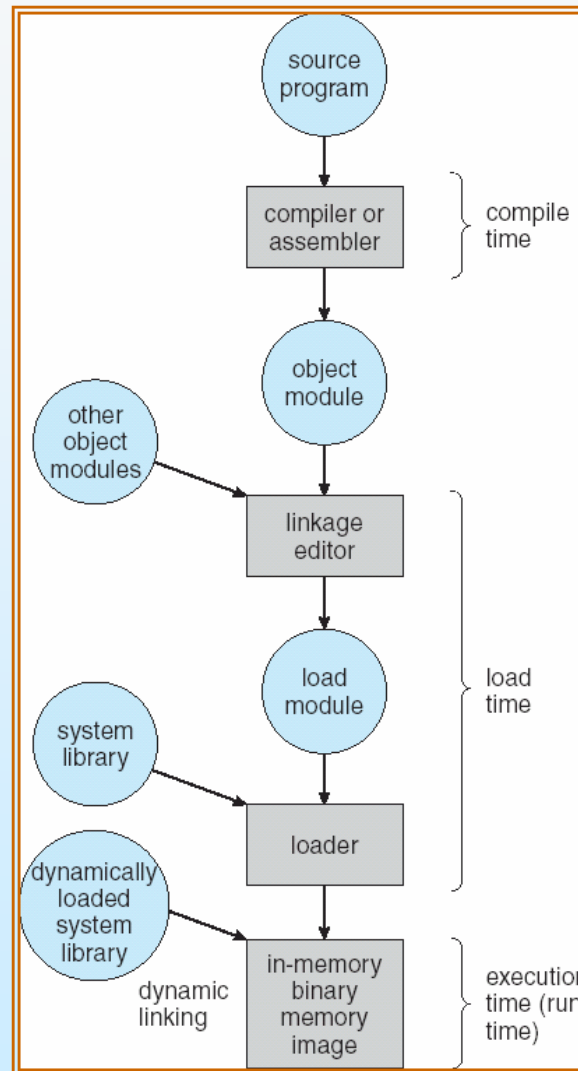 source
program
compiler or
assembler
compile
time
object
module
other
object
modules
linkage
editor
load
module
load
time
system
library
loader
dynamically
loaded
system
library
dynamic
linking
in-memory
binary
memory
image
execution
time (run
time)